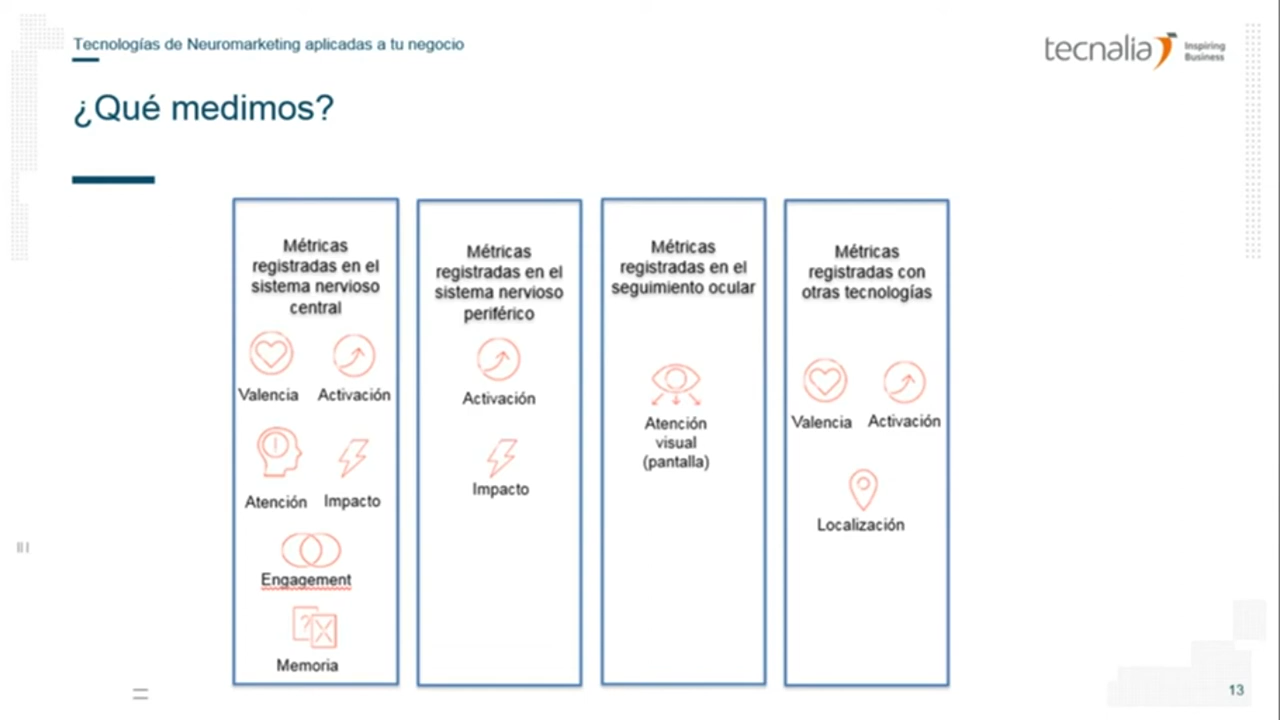 Tecnologías de Neuromarketing aplicadas a tu negocio
tecnalia
Inspiring
Business
¿Qué medimos?
Métricas
registradas en el
sistema nervioso
central
Valencia
Activación
Atención
Impacto
Engagement
Memoria
Métricas
registradas en el
sistema nervioso
periférico
Activación
Impacto
Métricas
registradas en el
seguimiento ocular
Atención
visual
(pantalla)
Métricas
registradas con
otras tecnologías
Valencia
Activación
Localización
13